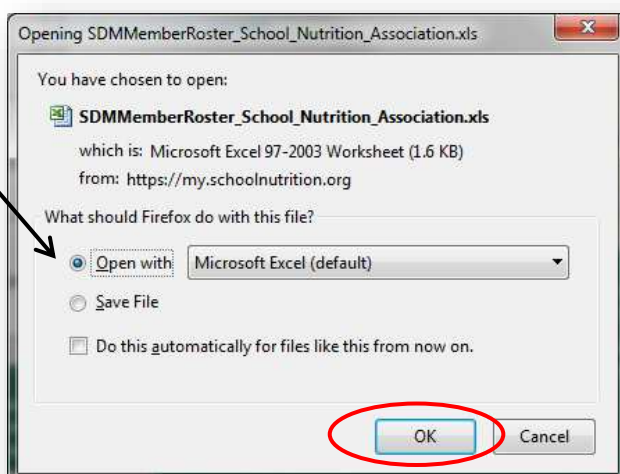 Opening SDMMemberRoster_School_Nutrition_Association.xls
You have chosen to open:
SDMMemberRoster_School_Nutrition_Association.xls
which is: Microsoft Excel 97-2003 Worksheet (1.6 KB)
from: https://my.schoolnutrition.org
What should Firefox do with this file?
Open with Microsoft Excel (default)
Save File
Do this automatically for files like this from now on.
OK Cancel